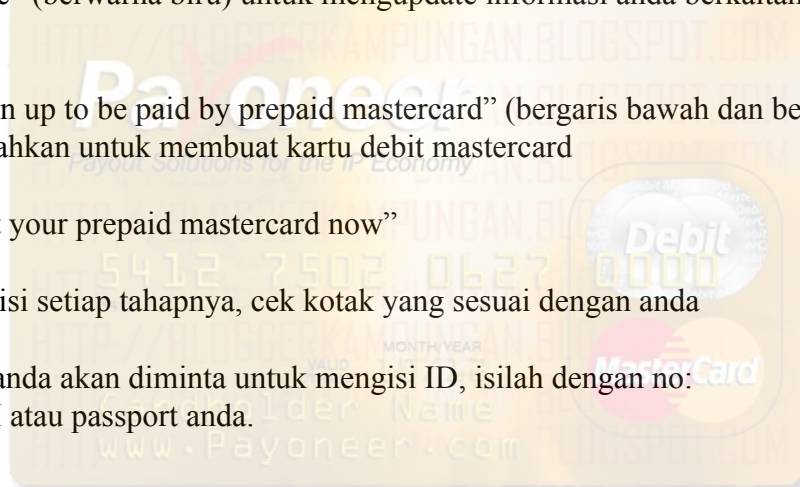 (berwarna biru) untuk mengupdate informasi anda berkaitan
HTTP://BLOGGERKAMPUNGAN.BLOGSPOT.COM
Payoneer
n up to be paid by prepaid mastercard” (bergaris bawah dan be
ahkan untuk membuat kartu debit mastercard
Payout Solutions for the IP Economy
your prepaid mastercard now”
Debit
5412 7502 0627 0000
isi setiap tahapnya, cek kotak yang sesuai dengan anda
MONTH/YEAR
VALID
MasterCard
anda akan diminta untuk mengisi ID, isilah dengan no:
Cardholder Name
atau passport anda.
www.Payoneer.com